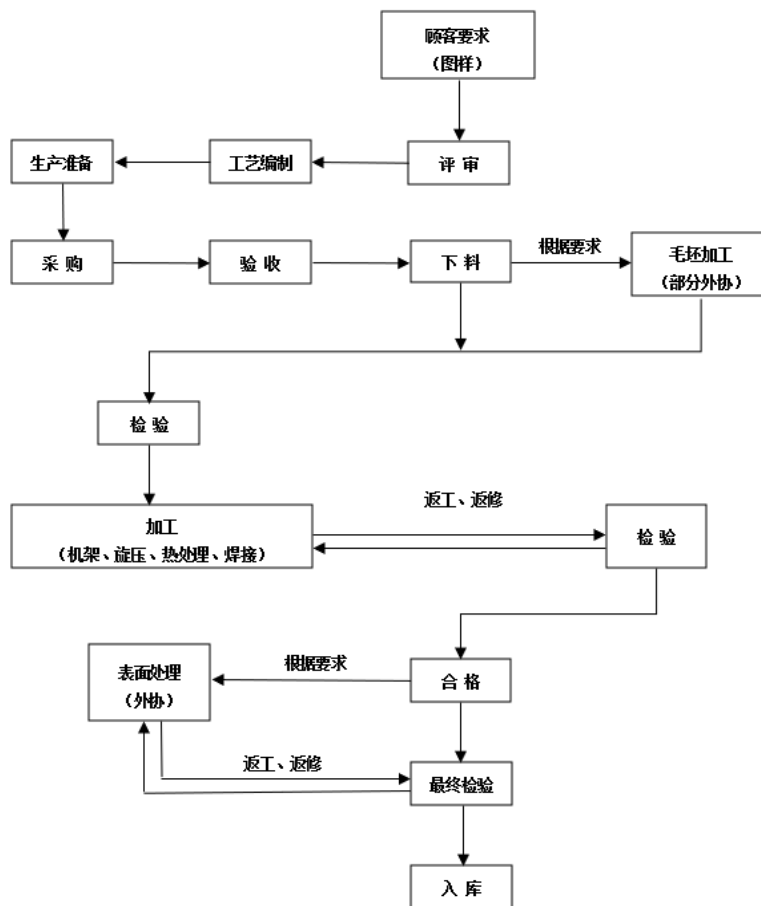 顾客要求
（图样）
生产准备
工艺编制
评 审
采 购
验 收
下 料
根据要求
毛坯加工
（部分外协）
检 验
加工
（机架、旋压、热处理、焊接）
返工、返修
检 验
表面处理
（外协）
根据要求
合 格
返工、返修
最终检验
入 库